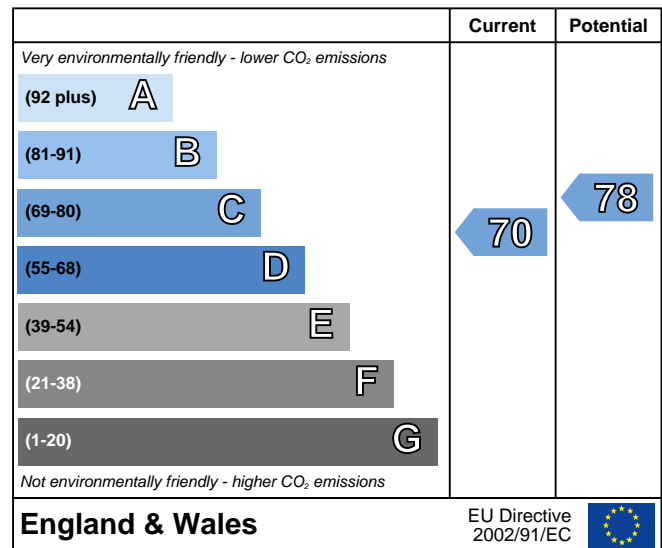 Current Potential
Very environmentally friendly - lower CO₂ emissions
(92 plus) A
(81-91) B
(69-80) C
(55-68) D
(39-54) E
(21-38) F
(1-20) G
70
78
Not environmentally friendly - higher CO₂ emissions
England & Wales
EU Directive
2002/91/EC